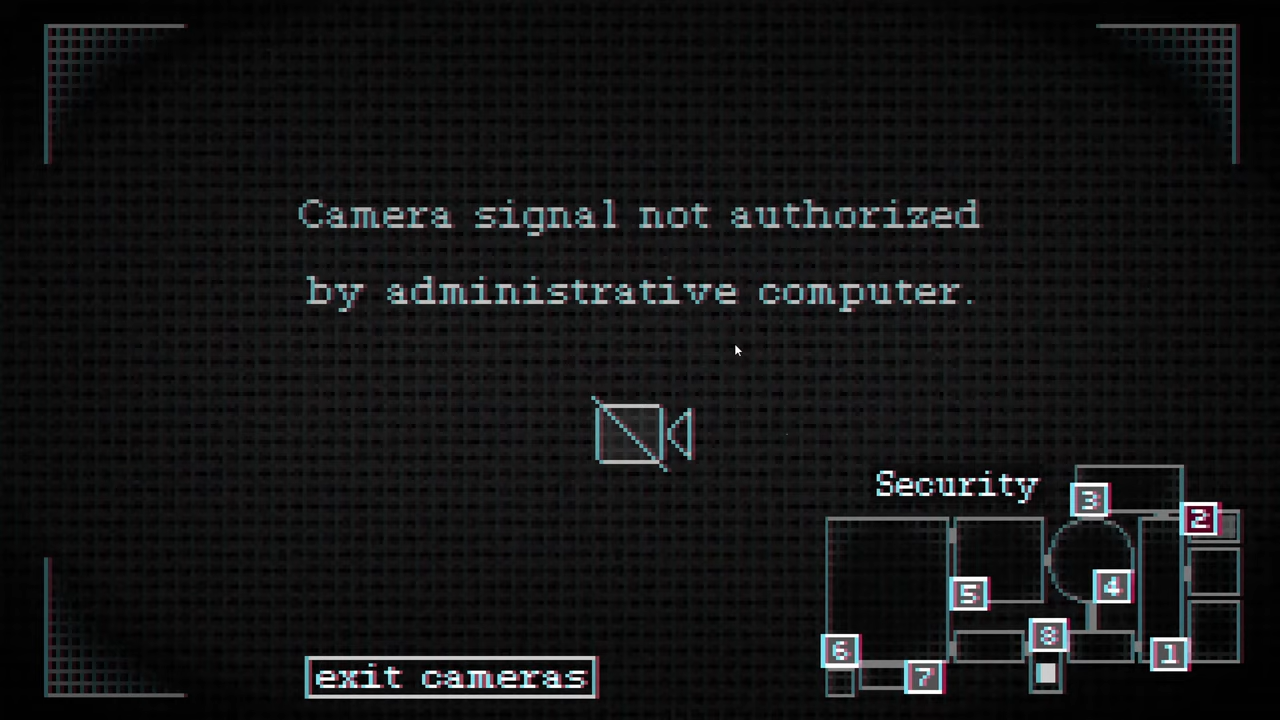 Camera signal not authorized
by administrative computer.
Security
3
2
5
4
8
6
1
7
exit cameras